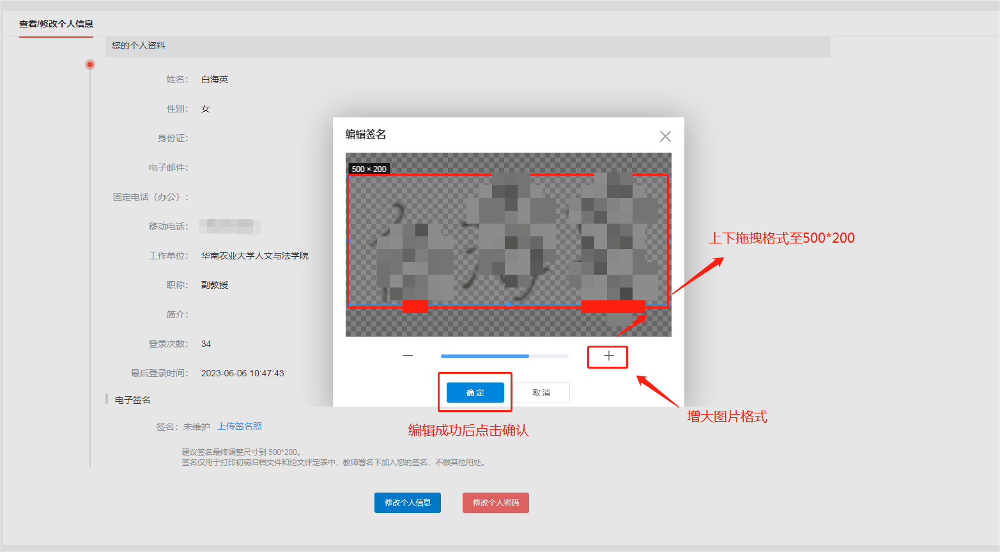 查看/修改个人信息
您的个人资料
姓名： 白海英
性别： 女
身份证：
电子邮件：
固定电话（办公）：
移动电话：
工作单位： 华南农业大学人文与法学院
职称： 副教授
简介：
登录次数： 34
最后登录时间： 2023-06-06 10:47:43
电子签名
签名：未维护 上传签名照
建议签名最终调整尺寸到 500*200。
签名仅用于打印初稿归档文件和论文评定表中，教师署名下加入您的签名，不做其他用处。
修改个人信息 修改个人密码
编辑签名
500 × 200
确定 取消
上下拖拽格式至500*200
增大图片格式
编辑成功后点击确认